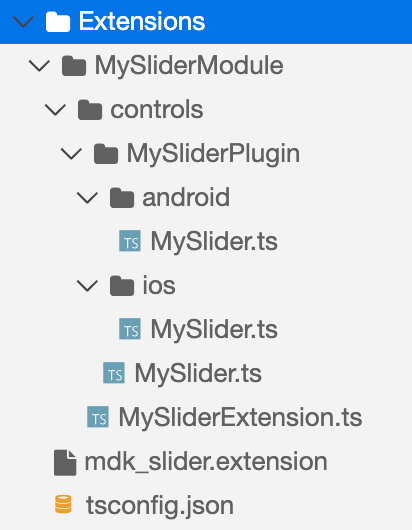 Extensions
MySliderModule
controls
MySliderPlugin
android
TS MySlider.ts
ios
TS MySlider.ts
TS MySlider.ts
TS MySliderExtension.ts
mdk_slider.extension
tsconfig.json